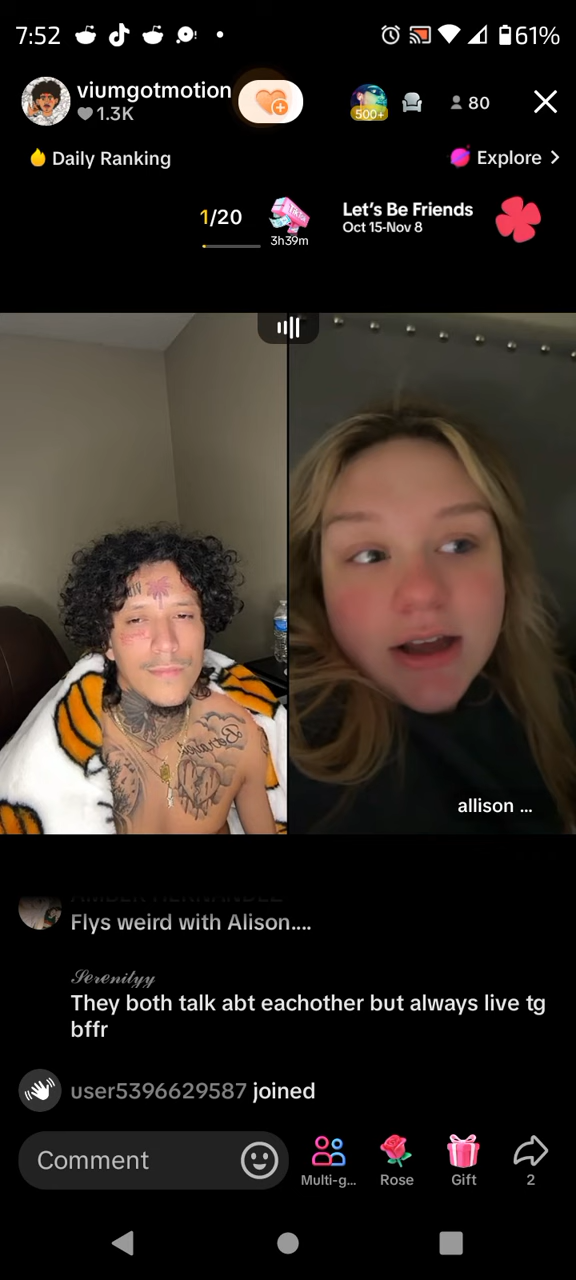 7:52
61%
viumgotmotion
1.3K
500+
80
Daily Ranking
Explore >
1/20
3h39m
Let's Be Friends
Oct 15-Nov 8
allison ...
AMBER HERNANDEZ
Flys weird with Alison....
Serenityy
They both talk abt eachother but always live tg
bffr
user5396629587 joined
Comment
Multi-g...
Rose
Gift
2